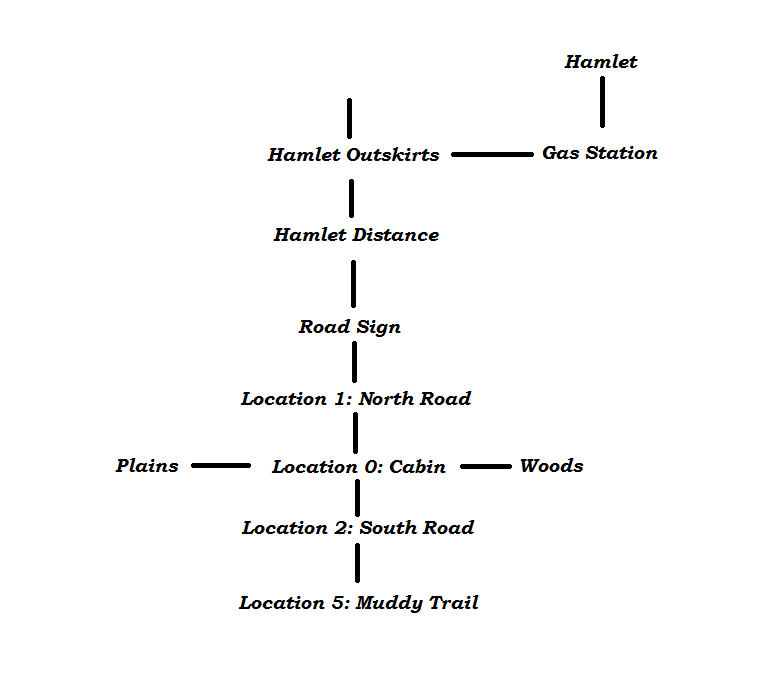 Hamlet
Hamlet Outskirts Gas Station
Hamlet Distance
Road Sign
Location 1: North Road
Plains Location 0: Cabin Woods
Location 2: South Road
Location 5: Muddy Trail